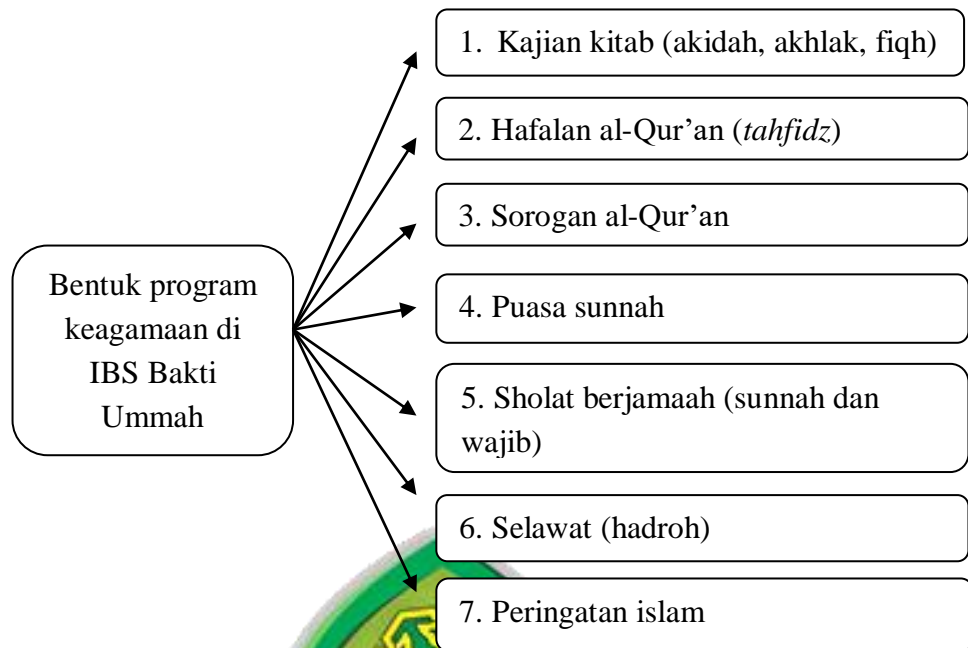 Bentuk program
keagamaan di
IBS Bakti
Ummah
1. Kajian kitab (akidah, akhlak, fiqh)
2. Hafalan al-Qur’an (tahfidz)
3. Sorogan al-Qur’an
4. Puasa sunnah
5. Sholat berjamaah (sunnah dan
wajib)
6. Selawat (hadroh)
7. Peringatan islam